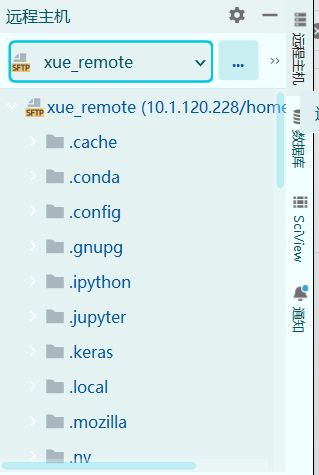 远程主机
SFTP xue_remote ... >>
SFTP xue_remote (10.1.120.228/home
.cache
.conda
.config
.gnupg
.ipython
.jupyter
.keras
.local
.mozilla
.nv
远程主机
数据库
SciView
通知